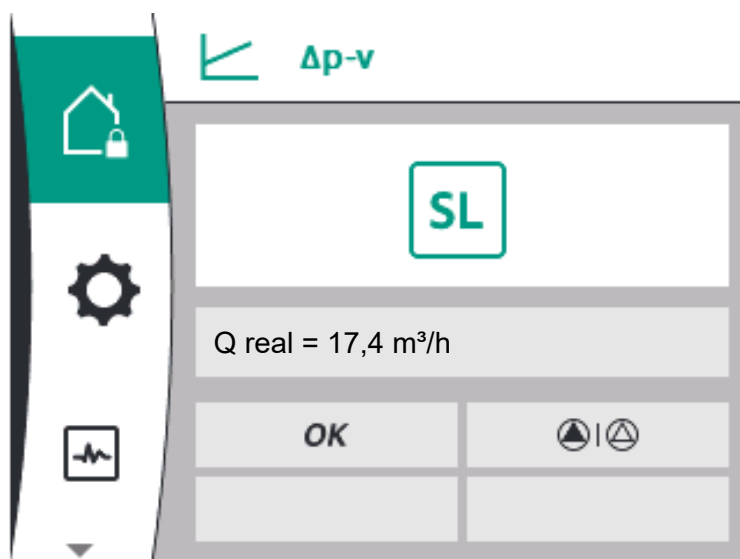 Δp-v
SL
Q real = 17,4 m³/h
OK